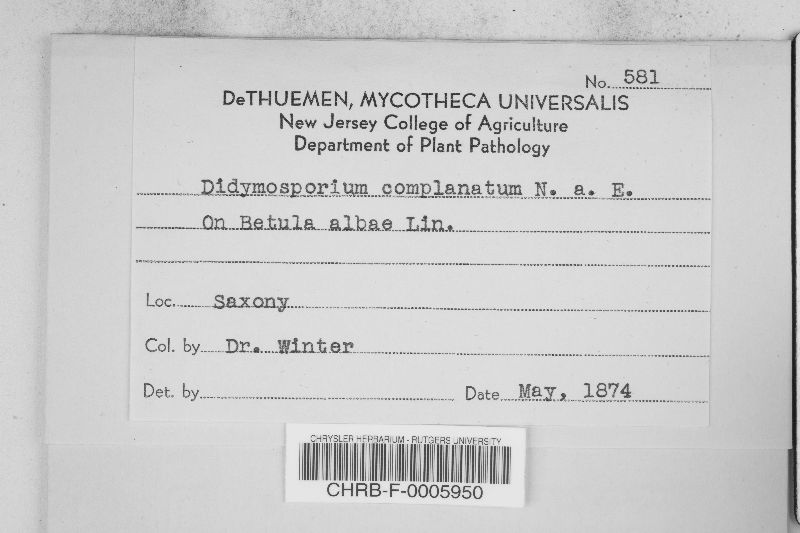 No. 581
DeTHUEMEN, MYCOTHECA UNIVERSALIS
New Jersey College of Agriculture
Department of Plant Pathology
Didymosporium complanatum N. a. E.
On Betula albae Lin.
Loc. Saxony
Col. by Dr. Winter
Det. by Date May, 1874
CHRYSLER HERBARIUM - RUTGERS UNIVERSITY
CHRB-F-0005950